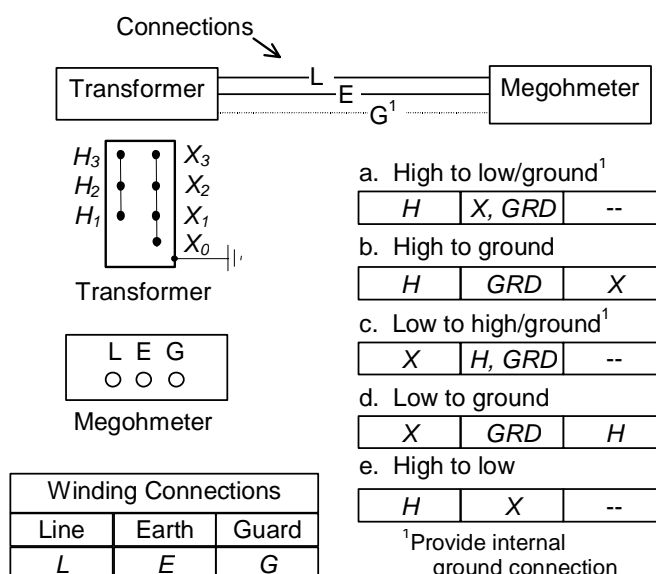 Connections
Transformer
L
E
G¹
Megohmeter
H₃ X₃
H₂ X₂
H₁ X₁
X₀
Transformer
L E G
Megohmeter
Winding Connections
Line Earth Guard
L E G
a. High to low/ground¹
H X, GRD --
b. High to ground
H GRD X
c. Low to high/ground¹
X H, GRD --
d. Low to ground
X GRD H
e. High to low
H X --
¹Provide internal
ground connection